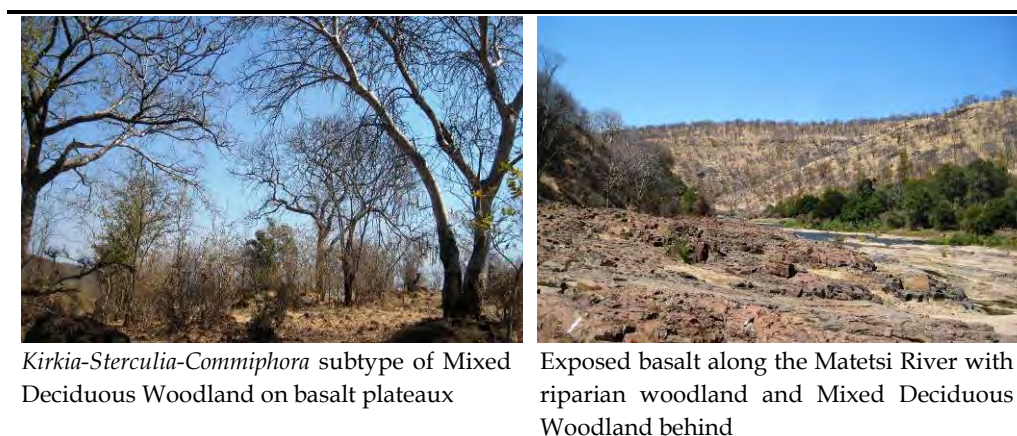 Kirkia-Sterculia-Commiphora subtype of Mixed
Deciduous Woodland on basalt plateaux
Exposed basalt along the Matetsi River with
riparian woodland and Mixed Deciduous
Woodland behind